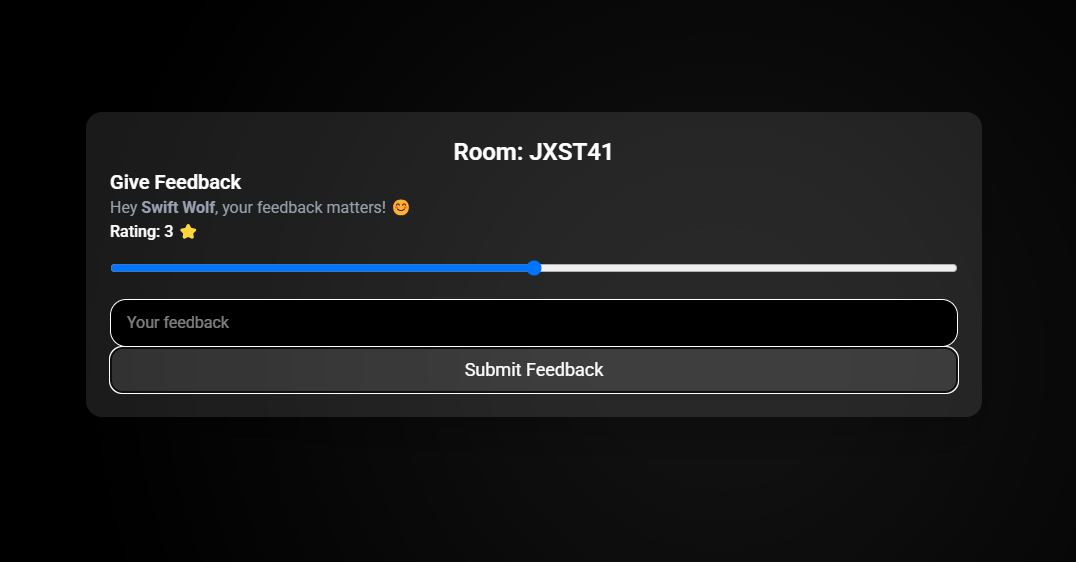 Room: JXST41
Give Feedback
Hey Swift Wolf, your feedback matters! 😊
Rating: 3 ⭐
Your feedback
Submit Feedback